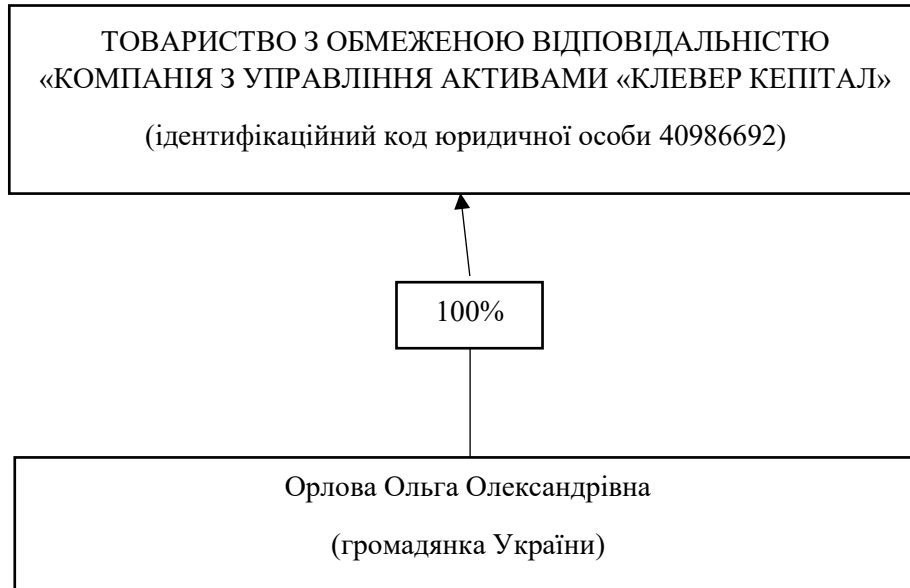 ТОВАРИСТВО З ОБМЕЖЕНОЮ ВІДПОВІДАЛЬНІСТЮ
«КОМПАНІЯ З УПРАВЛІННЯ АКТИВАМИ «КЛЕВЕР КЕПІТАЛ»
(ідентифікаційний код юридичної особи 40986692)
100%
Орлова Ольга Олександрівна
(громадянка України)